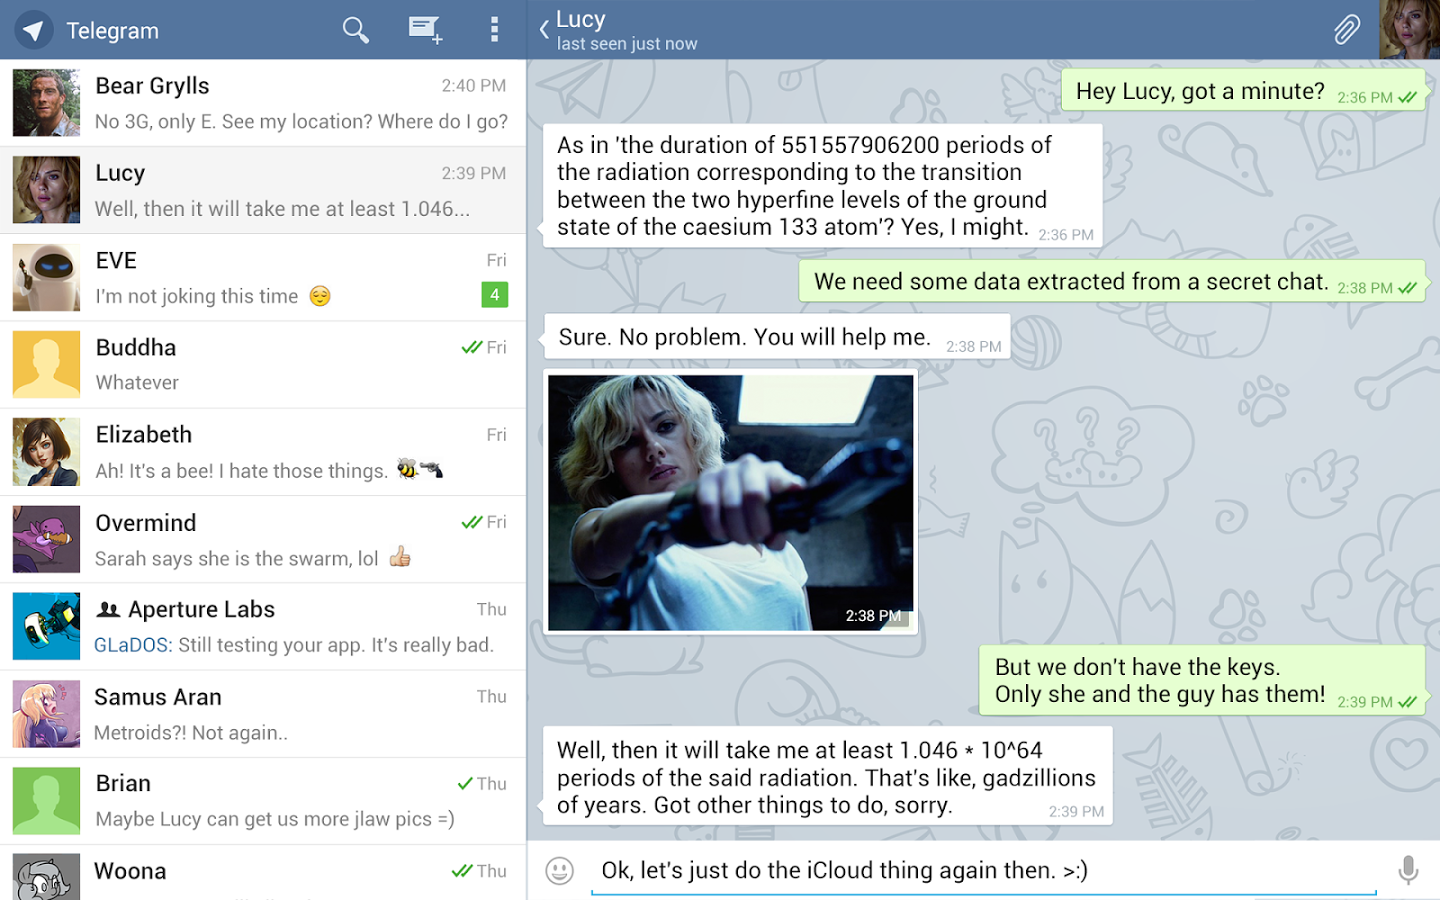 Telegram
Bear Grylls
2:40 PM
No 3G, only E. See my location? Where do I go?
Lucy
2:39 PM
Well, then it will take me at least 1.046...
EVE
Fri
I'm not joking this time 😌
4
Buddha
Fri
Whatever
Elizabeth
Fri
Ah! It's a bee! I hate those things. 🐝🔫
Overmind
Fri
Sarah says she is the swarm, lol 👍
Aperture Labs
Thu
GLaDOS: Still testing your app. It's really bad.
Samus Aran
Thu
Metroids?! Not again..
Brian
Thu
Maybe Lucy can get us more jlaw pics =)
Woona
Thu
Lucy
last seen just now
Hey Lucy, got a minute? 2:36 PM
As in 'the duration of 551557906200 periods of
the radiation corresponding to the transition
between the two hyperfine levels of the ground
state of the caesium 133 atom'? Yes, I might. 2:36 PM
We need some data extracted from a secret chat. 2:38 PM
Sure. No problem. You will help me. 2:38 PM
2:38 PM
But we don't have the keys.
Only she and the guy has them! 2:39 PM
Well, then it will take me at least 1.046 * 10^64
periods of the said radiation. That's like, gadzillions
of years. Got other things to do, sorry. 2:39 PM
Ok, let's just do the iCloud thing again then. >:)